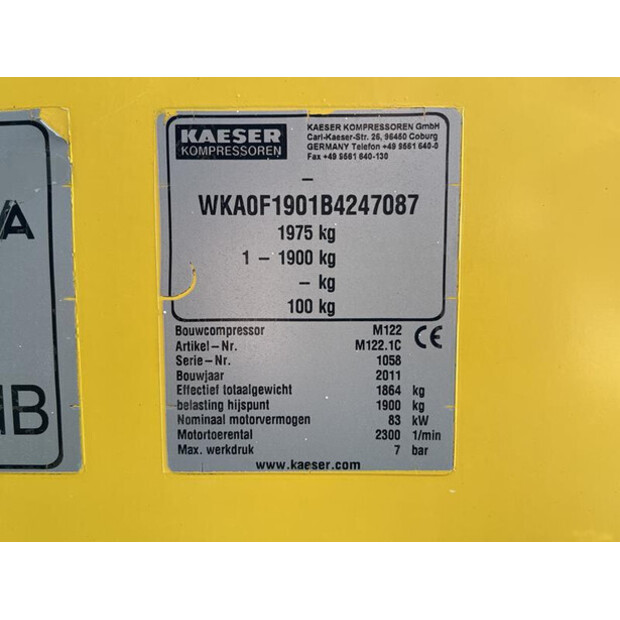 KAESER
KOMPRESSOREN
KAESER KOMPRESSOREN GmbH
Carl-Kaeser-Str. 26, 96450 Coburg
GERMANY Telefon +49 9561 640-0
Fax +49 9561 640-130
–
WKA0F1901B4247087
1975 kg
1 – 1900 kg
– kg
100 kg
Bouwcompressor M122
Artikel-Nr. M122.1C
CE
Serie-Nr. 1058
Bouwjaar 2011
Effectief totaalgewicht 1864 kg
belasting hijspunt 1900 kg
Nominaal motorvermogen 83 kW
Motortoerental 2300 1/min
Max. werkdruk 7 bar
www.kaeser.com
A
B